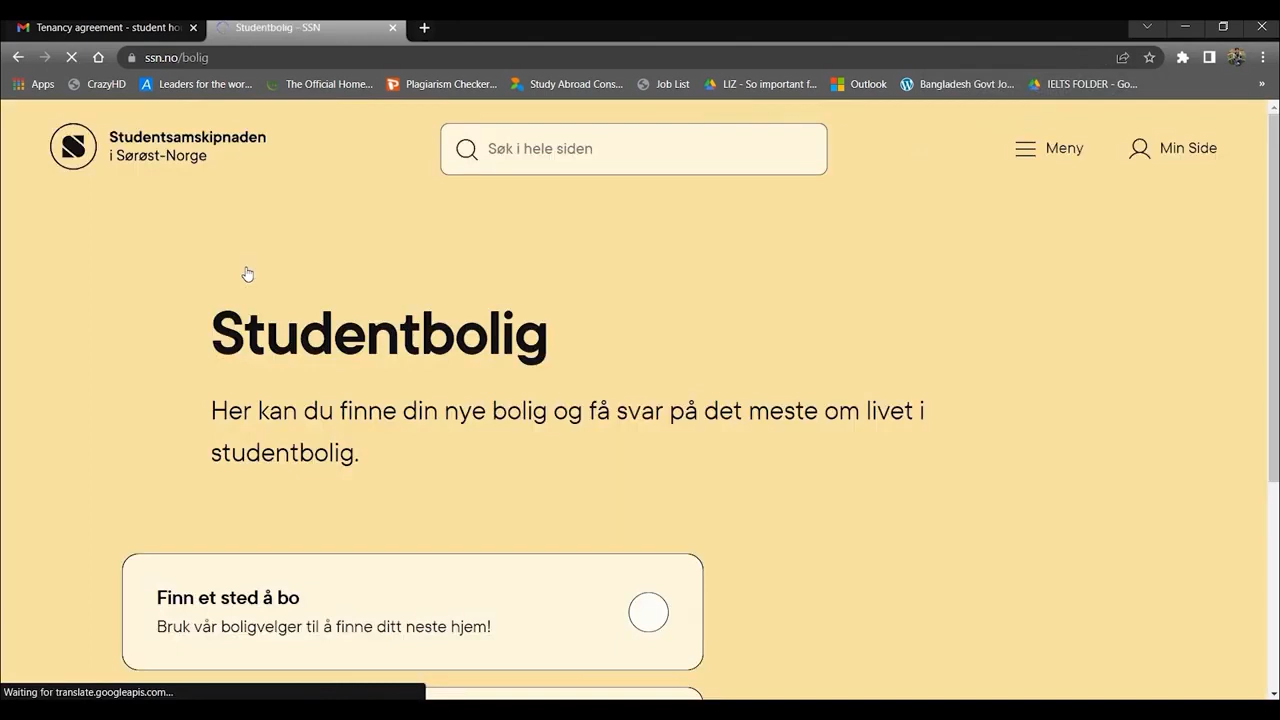 Tenancy agreement - student ho
Studentbolig - SSN
ssn.no/bolig
Apps
CrazyHD
Leaders for the wor...
The Official Home...
Plagiarism Checker...
Study Abroad Cons...
Job List
LIZ - So important f...
Outlook
Bangladesh Govt Jo...
IELTS FOLDER - Go...
»
Studentsamskipnaden
i Sørøst-Norge
Søk i hele siden
Meny
Min Side
Studentbolig
Her kan du finne din nye bolig og få svar på det meste om livet i
studentbolig.
Finn et sted å bo
Bruk vår boligvelger til å finne ditt neste hjem!
Waiting for translate.googleapis.com...